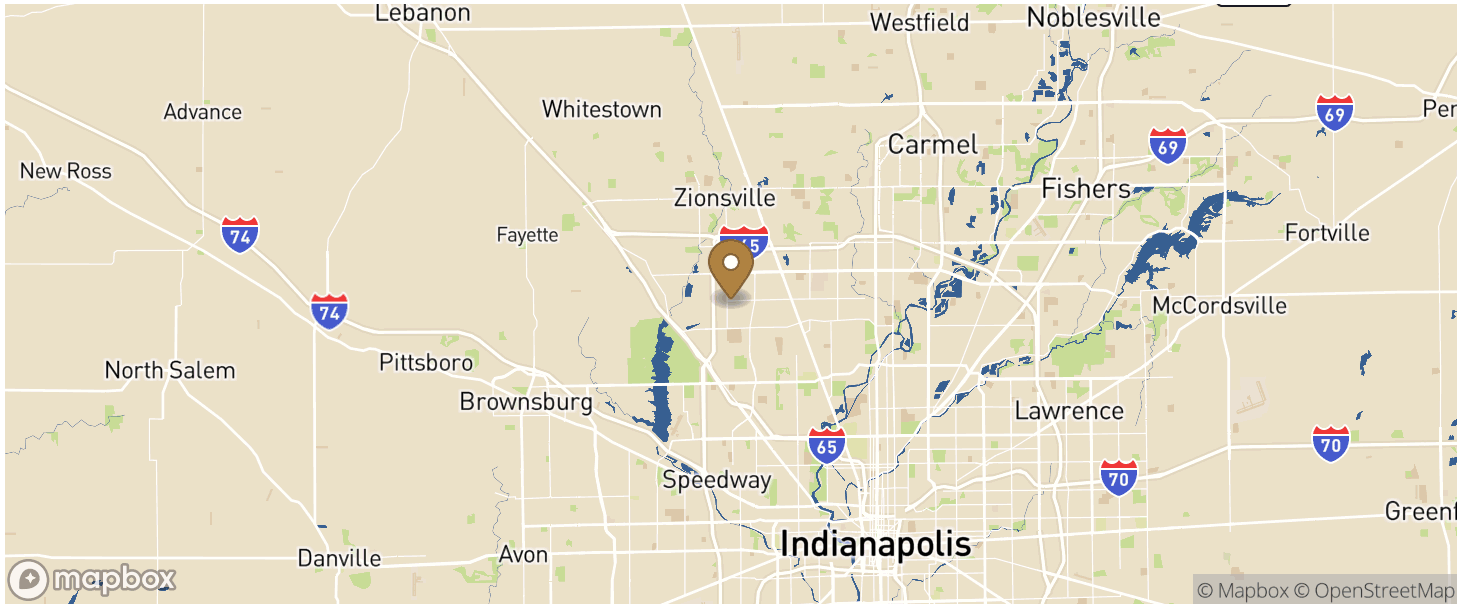 Lebanon
Westfield
Noblesville
Advance
Whitestown
69
Per
Carmel
69
New Ross
Fishers
Zionsville
74
Fayette
65
Fortville
74
McCordsville
North Salem
Pittsboro
Brownsburg
Lawrence
65
70
70
Speedway
Greenf
Indianapolis
Danville
Avon
mapbox
© Mapbox © OpenStreetMap